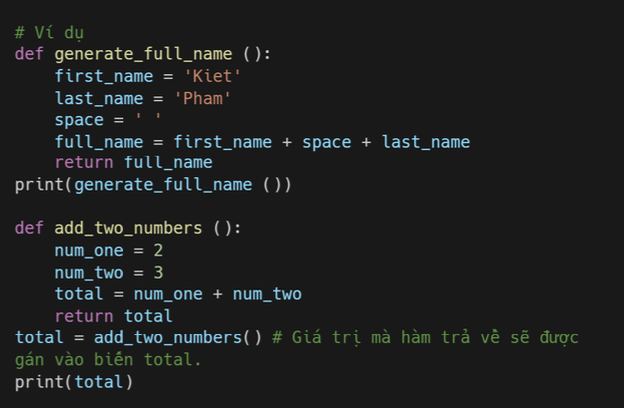 # Ví dụ
def generate_full_name ():
    first_name = 'Kiet'
    last_name = 'Pham'
    space = ' '
    full_name = first_name + space + last_name
    return full_name
print(generate_full_name ())

def add_two_numbers ():
    num_one = 2
    num_two = 3
    total = num_one + num_two
    return total
total = add_two_numbers() # Giá trị mà hàm trả về sẽ được
gán vào biến total.
print(total)